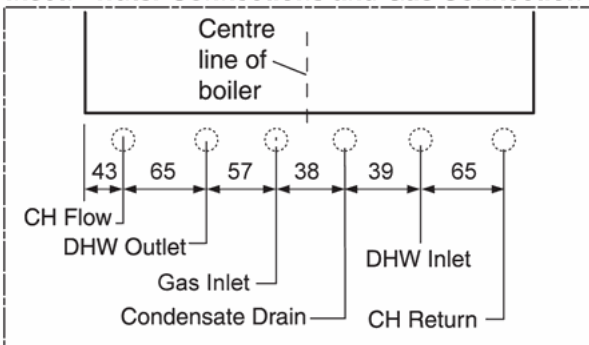 Centre
line of
boiler
43 65 57 38 39 65
CH Flow
DHW Outlet
DHW Inlet
Gas Inlet
Condensate Drain
CH Return